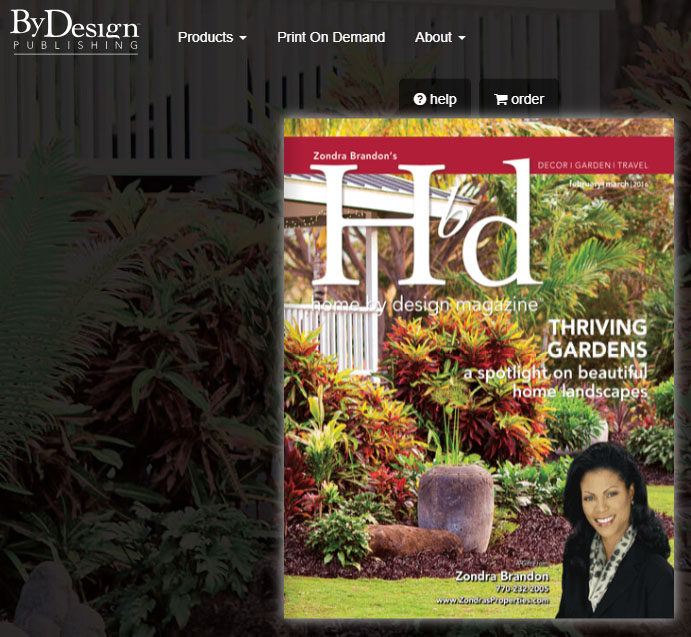 ByDesign
PUBLISHING
Products
Print On Demand
About
help
order
Zondra Brandon's
DECOR | GARDEN | TRAVEL
february | march | 2016
Hbd
home by design magazine
THRIVING
GARDENS
a spotlight on beautiful
home landscapes
Zondra Brandon
770-232-2005
www.ZondrasProperties.com